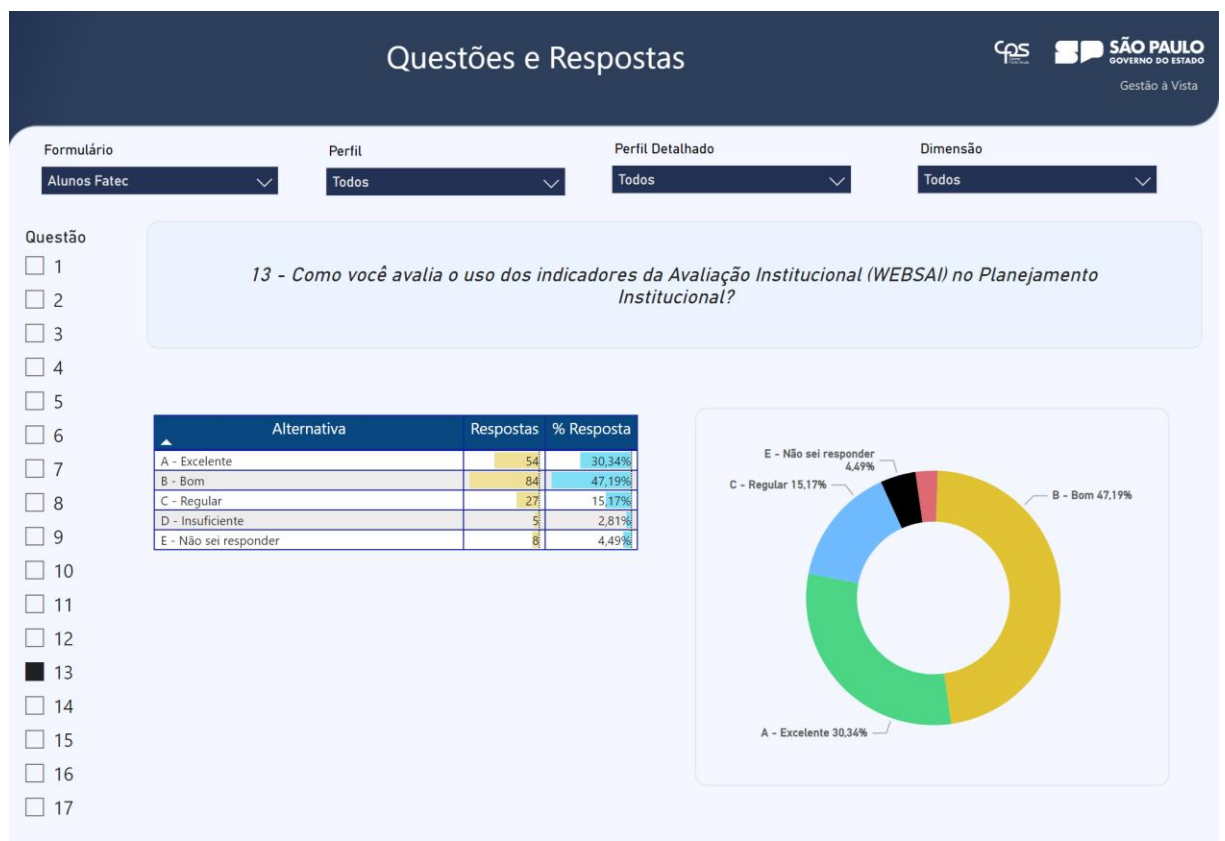 Questões e Respostas
cps
SÃO PAULO
GOVERNO DO ESTADO
Gestão à Vista
Formulário
Perfil
Perfil Detalhado
Dimensão
Alunos Fatec
Todos
Todos
Todos
Questão
1
2
3
4
5
6
7
8
9
10
11
12
13
14
15
16
17
13 - Como você avalia o uso dos indicadores da Avaliação Institucional (WEBSAI) no Planejamento
Institucional?
Alternativa Respostas % Resposta
A - Excelente 54 30,34%
B - Bom 84 47,19%
C - Regular 27 15,17%
D - Insuficiente 5 2,81%
E - Não sei responder 8 4,49%
E - Não sei responder
4,49%
C - Regular 15,17%
B - Bom 47,19%
A - Excelente 30,34%